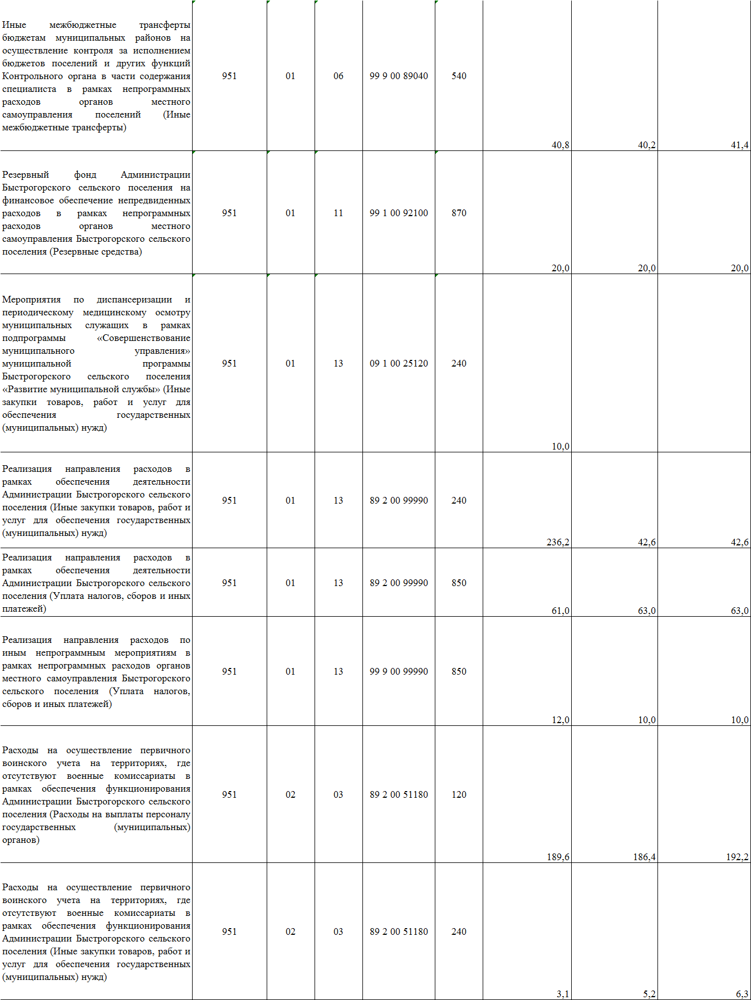 Иные межбюджетные трансферты
бюджетам муниципальных районов на
осуществление контроля за исполнением
бюджетов поселений и других функций
Контрольного органа в части содержания
специалиста в рамках непрограммных
расходов органов местного
самоуправления поселений (Иные
межбюджетные трансферты)
951 01 06 99 9 00 89040 540
40,8 40,2 41,4
Резервный фонд Администрации
Быстрогорского сельского поселения на
финансовое обеспечение непредвиденных
расходов в рамках непрограммных
расходов органов местного
самоуправления Быстрогорского сельского
поселения (Резервные средства)
951 01 11 99 1 00 92100 870
20,0 20,0 20,0
Мероприятия по диспансеризации и
периодическому медицинскому осмотру
муниципальных служащих в рамках
подпрограммы «Совершенствование
муниципального управления»
муниципальной программы
Быстрогорского сельского поселения
«Развитие муниципальной службы» (Иные
закупки товаров, работ и услуг для
обеспечения государственных
(муниципальных) нужд)
951 01 13 09 1 00 25120 240
10,0
Реализация направления расходов в
рамках обеспечения деятельности
Администрации Быстрогорского сельского
поселения (Иные закупки товаров, работ и
услуг для обеспечения государственных
(муниципальных) нужд)
951 01 13 89 2 00 99990 240
236,2 42,6 42,6
Реализация направления расходов в
рамках обеспечения деятельности
Администрации Быстрогорского сельского
поселения (Уплата налогов, сборов и иных
платежей)
951 01 13 89 2 00 99990 850
61,0 63,0 63,0
Реализация направления расходов по
иным непрограммным мероприятиям в
рамках непрограммных расходов органов
местного самоуправления Быстрогорского
сельского поселения (Уплата налогов,
сборов и иных платежей)
951 01 13 99 9 00 99990 850
12,0 10,0 10,0
Расходы на осуществление первичного
воинского учета на территориях, где
отсутствуют военные комиссариаты в
рамках обеспечения функционирования
Администрации Быстрогорского сельского
поселения (Расходы на выплаты персоналу
государственных (муниципальных)
органов)
951 02 03 89 2 00 51180 120
189,6 186,4 192,2
Расходы на осуществление первичного
воинского учета на территориях, где
отсутствуют военные комиссариаты в
рамках обеспечения функционирования
Администрации Быстрогорского сельского
поселения (Иные закупки товаров, работ и
услуг для обеспечения государственных
(муниципальных) нужд)
951 02 03 89 2 00 51180 240
3,1 5,2 6,3